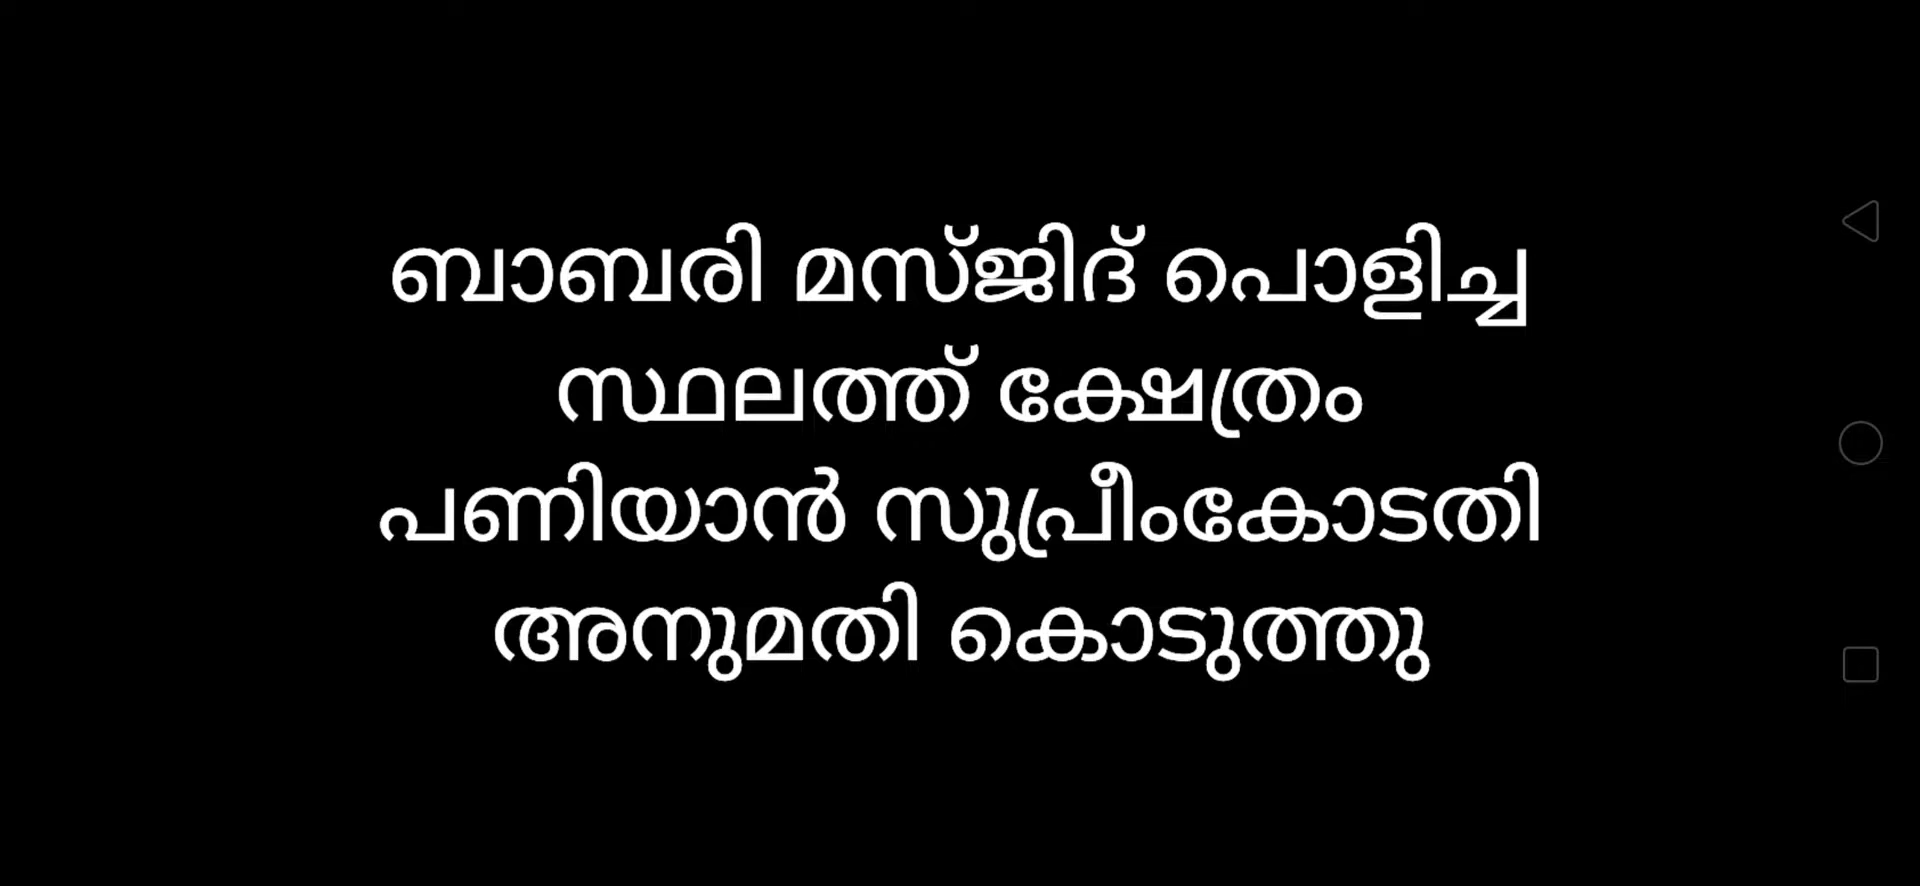 ബാബരി മസ്ജിദ് പൊളിച്ച
സ്ഥലത്ത് ക്ഷേത്രം
പണിയാൻ സുപ്രീംകോടതി
അനുമതി കൊടുത്തു